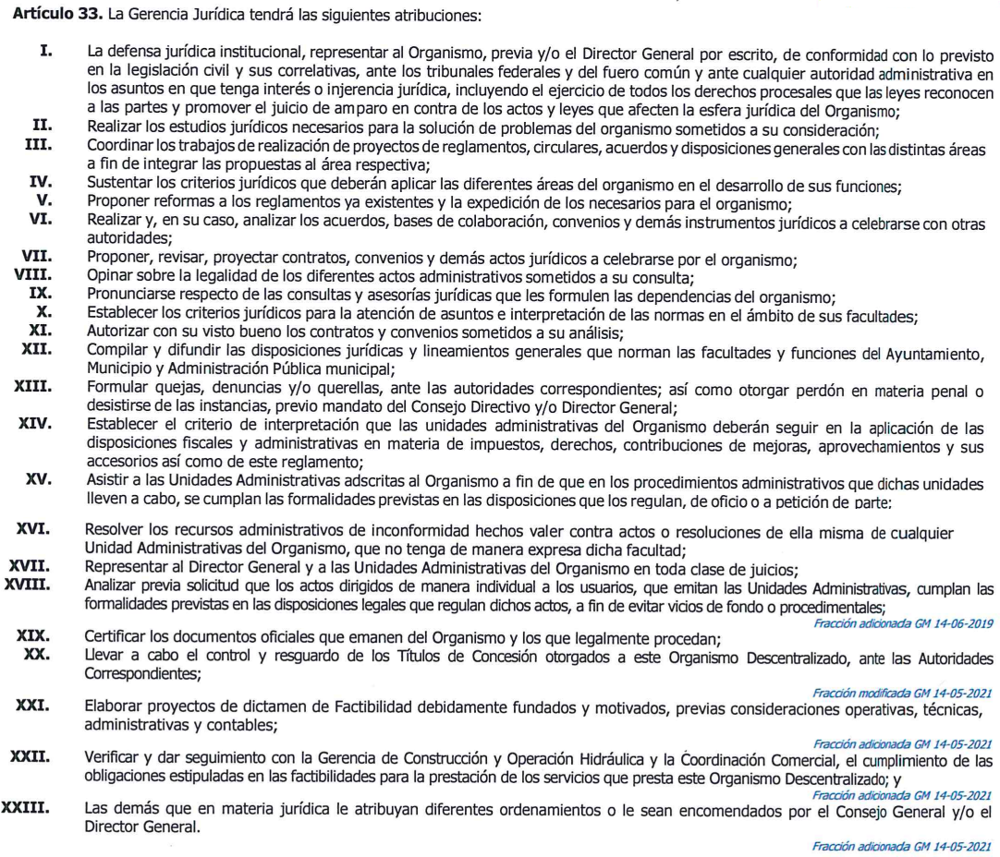 Artículo 33. La Gerencia Jurídica tendrá las siguientes atribuciones:
I. La defensa jurídica institucional, representar al Organismo, previa y/o el Director General por escrito, de conformidad con lo previsto
en la legislación civil y sus correlativas, ante los tribunales federales y del fuero común y ante cualquier autoridad administrativa en
los asuntos en que tenga interés o injerencia jurídica, incluyendo el ejercicio de todos los derechos procesales que las leyes reconocen
a las partes y promover el juicio de amparo en contra de los actos y leyes que afecten la esfera jurídica del Organismo;
II. Realizar los estudios jurídicos necesarios para la solución de problemas del organismo sometidos a su consideración;
III. Coordinar los trabajos de realización de proyectos de reglamentos, circulares, acuerdos y disposiciones generales con las distintas áreas
a fin de integrar las propuestas al área respectiva;
IV. Sustentar los criterios jurídicos que deberán aplicar las diferentes áreas del organismo en el desarrollo de sus funciones;
V. Proponer reformas a los reglamentos ya existentes y la expedición de los necesarios para el organismo;
VI. Realizar y, en su caso, analizar los acuerdos, bases de colaboración, convenios y demás instrumentos jurídicos a celebrarse con otras
autoridades;
VII. Proponer, revisar, proyectar contratos, convenios y demás actos jurídicos a celebrarse por el organismo;
VIII. Opinar sobre la legalidad de los diferentes actos administrativos sometidos a su consulta;
IX. Pronunciarse respecto de las consultas y asesorías jurídicas que les formulen las dependencias del organismo;
X. Establecer los criterios jurídicos para la atención de asuntos e interpretación de las normas en el ámbito de sus facultades;
XI. Autorizar con su visto bueno los contratos y convenios sometidos a su análisis;
XII. Compilar y difundir las disposiciones jurídicas y lineamientos generales que norman las facultades y funciones del Ayuntamiento,
Municipio y Administración Pública municipal;
XIII. Formular quejas, denuncias y/o querellas, ante las autoridades correspondientes; así como otorgar perdón en materia penal o
desistirse de las instancias, previo mandato del Consejo Directivo y/o Director General;
XIV. Establecer el criterio de interpretación que las unidades administrativas del Organismo deberán seguir en la aplicación de las
disposiciones fiscales y administrativas en materia de impuestos, derechos, contribuciones de mejoras, aprovechamientos y sus
accesorios así como de este reglamento;
XV. Asistir a las Unidades Administrativas adscritas al Organismo a fin de que en los procedimientos administrativos que dichas unidades
lleven a cabo, se cumplan las formalidades previstas en las disposiciones que los regulan, de oficio o a petición de parte;
XVI. Resolver los recursos administrativos de inconformidad hechos valer contra actos o resoluciones de ella misma de cualquier
Unidad Administrativas del Organismo, que no tenga de manera expresa dicha facultad;
XVII. Representar al Director General y a las Unidades Administrativas del Organismo en toda clase de juicios;
XVIII. Analizar previa solicitud que los actos dirigidos de manera individual a los usuarios, que emitan las Unidades Administrativas, cumplan las
formalidades previstas en las disposiciones legales que regulan dichos actos, a fin de evitar vicios de fondo o procedimentales;
Fracción adicionada GM 14-06-2019
XIX. Certificar los documentos oficiales que emanen del Organismo y los que legalmente procedan;
XX. Llevar a cabo el control y resguardo de los Títulos de Concesión otorgados a este Organismo Descentralizado, ante las Autoridades
Correspondientes;
Fracción modificada GM 14-05-2021
XXI. Elaborar proyectos de dictamen de Factibilidad debidamente fundados y motivados, previas consideraciones operativas, técnicas,
administrativas y contables;
Fracción adicionada GM 14-05-2021
XXII. Verificar y dar seguimiento con la Gerencia de Construcción y Operación Hidráulica y la Coordinación Comercial, el cumplimiento de las
obligaciones estipuladas en las factibilidades para la prestación de los servicios que presta este Organismo Descentralizado; y
Fracción adicionada GM 14-05-2021
XXIII. Las demás que en materia jurídica le atribuyan diferentes ordenamientos o le sean encomendados por el Consejo General y/o el
Director General.
Fracción adicionada GM 14-05-2021